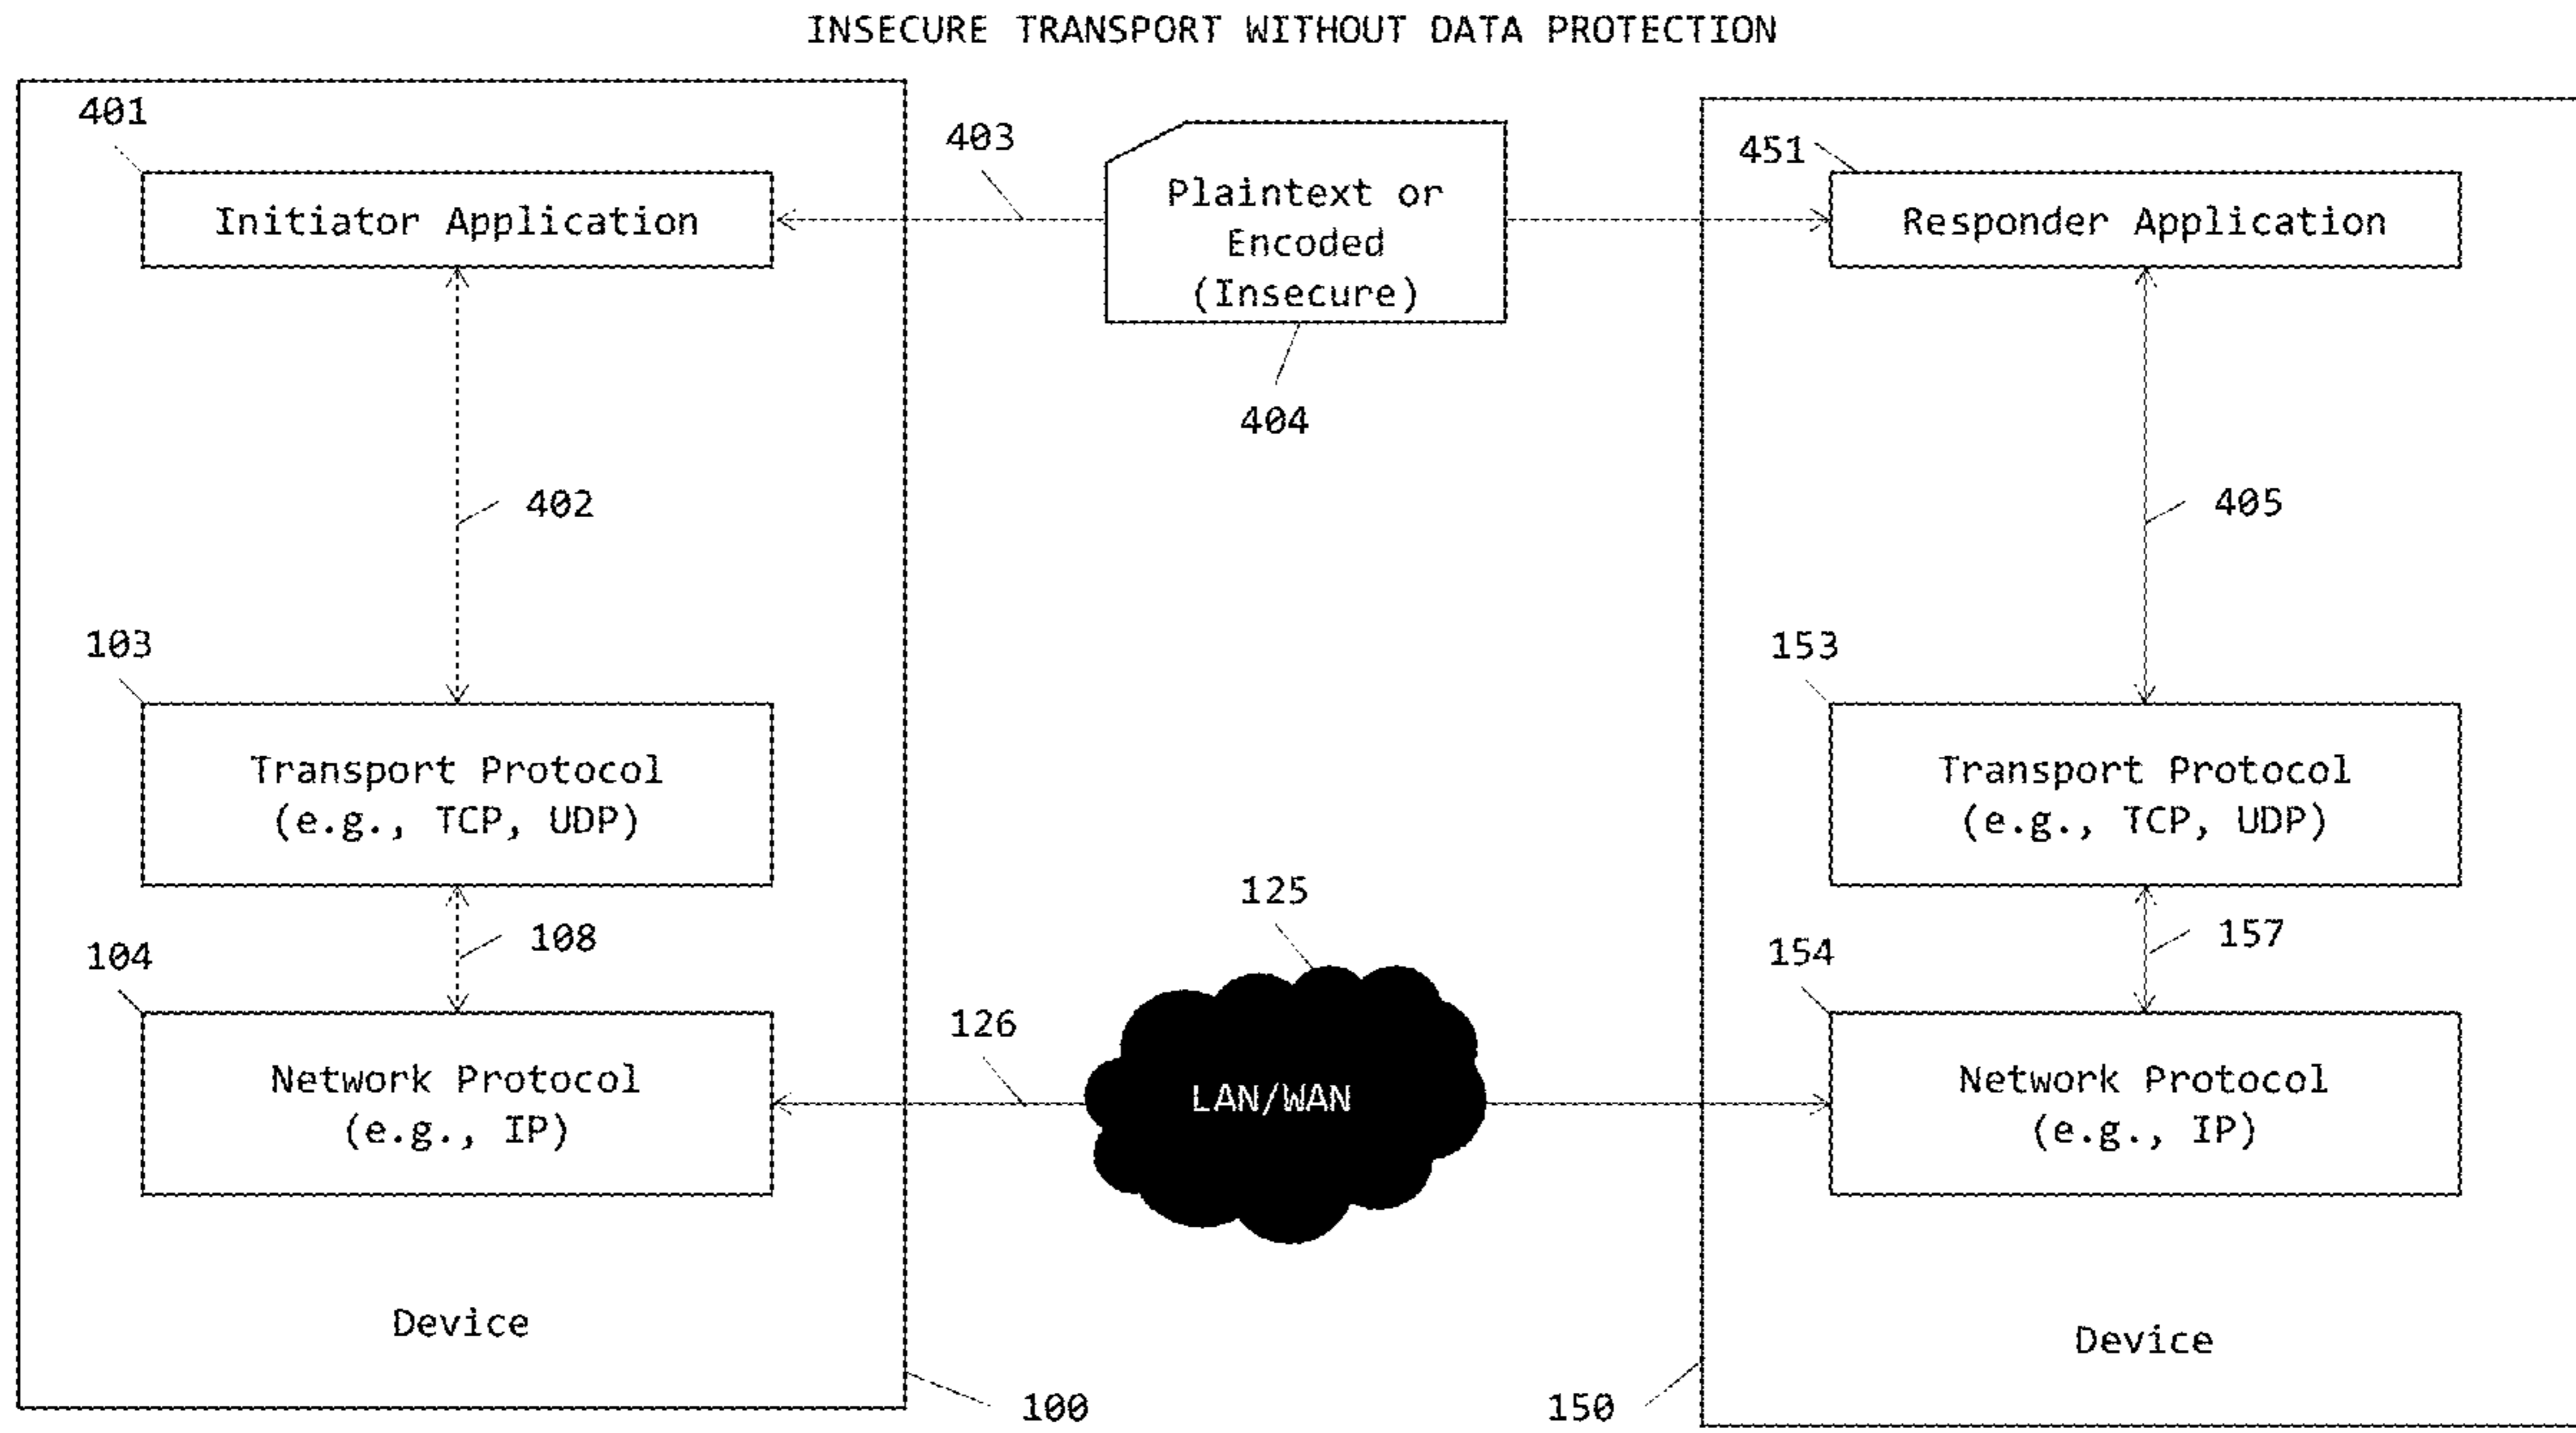 INSECURE TRANSPORT WITHOUT DATA PROTECTION
401
Initiator Application
403
Plaintext or
Encoded
(Insecure)
404
451
Responder Application
402
405
103
Transport Protocol
(e.g., TCP, UDP)
153
Transport Protocol
(e.g., TCP, UDP)
108
157
104
Network Protocol
(e.g., IP)
125
126
LAN/WAN
154
Network Protocol
(e.g., IP)
Device
100
Device
150